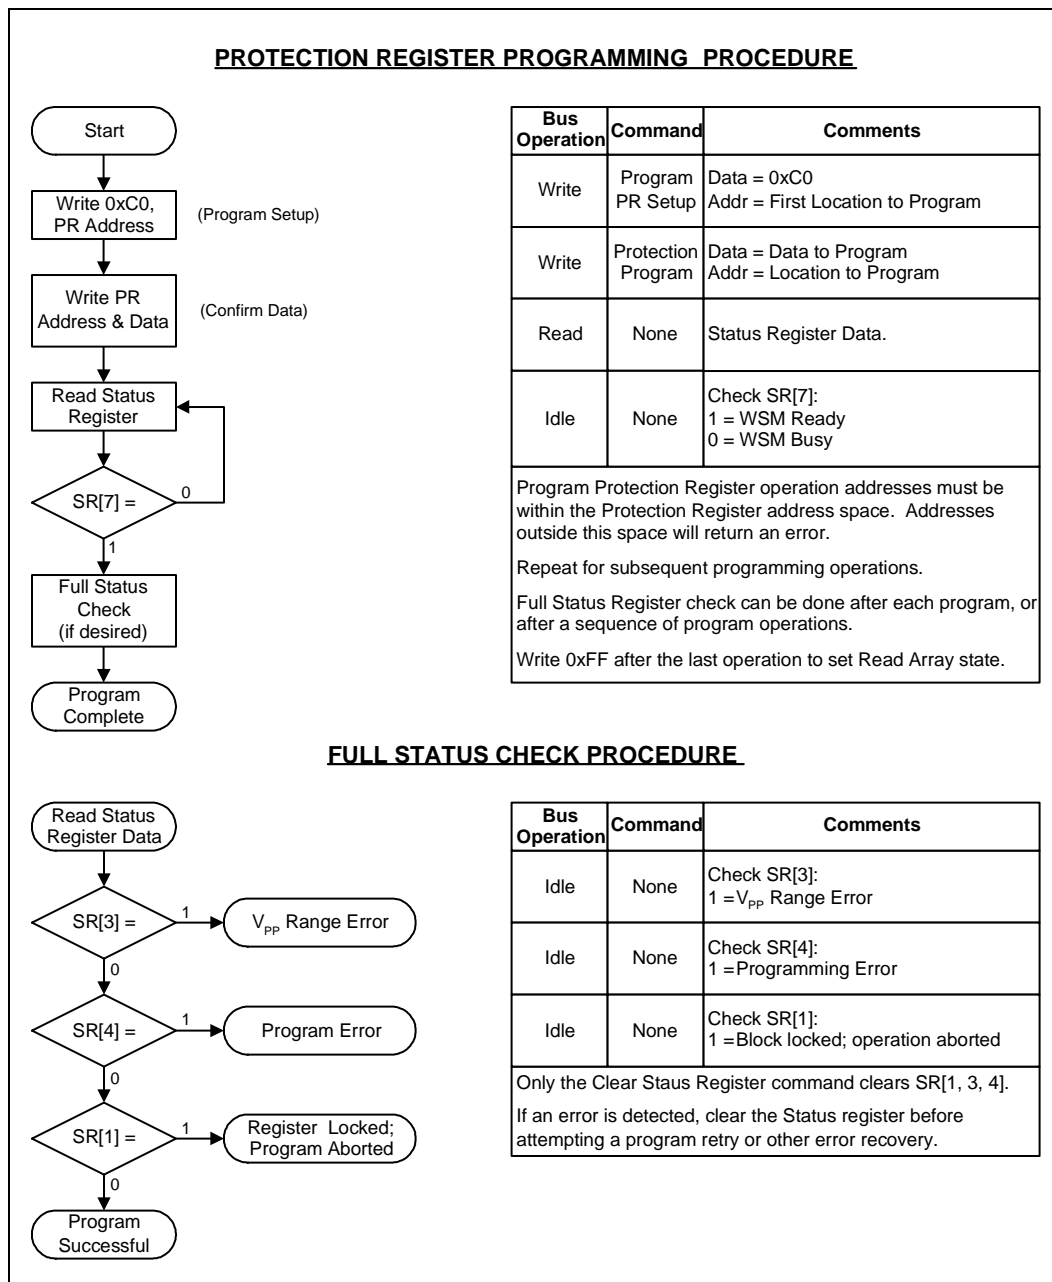 PROTECTION REGISTER PROGRAMMING PROCEDURE
Start
Write 0xC0,
PR Address
(Program Setup)
Write PR
Address & Data
(Confirm Data)
Read Status
Register
SR[7] =
0
1
Full Status
Check
(if desired)
Program
Complete
Bus
Operation
Command
Comments
Write
Program
PR Setup
Data = 0xC0
Addr = First Location to Program
Write
Protection
Program
Data = Data to Program
Addr = Location to Program
Read
None
Status Register Data.
Idle
None
Check SR[7]:
1 = WSM Ready
0 = WSM Busy
Program Protection Register operation addresses must be
within the Protection Register address space. Addresses
outside this space will return an error.
Repeat for subsequent programming operations.
Full Status Register check can be done after each program, or
after a sequence of program operations.
Write 0xFF after the last operation to set Read Array state.
FULL STATUS CHECK PROCEDURE
Read Status
Register Data
SR[3] =
1
VPP Range Error
0
SR[4] =
1
Program Error
0
SR[1] =
1
Register Locked;
Program Aborted
0
Program
Successful
Bus
Operation
Command
Comments
Idle
None
Check SR[3]:
1 =VPP Range Error
Idle
None
Check SR[4]:
1 =Programming Error
Idle
None
Check SR[1]:
1 =Block locked; operation aborted
Only the Clear Staus Register command clears SR[1, 3, 4].
If an error is detected, clear the Status register before
attempting a program retry or other error recovery.